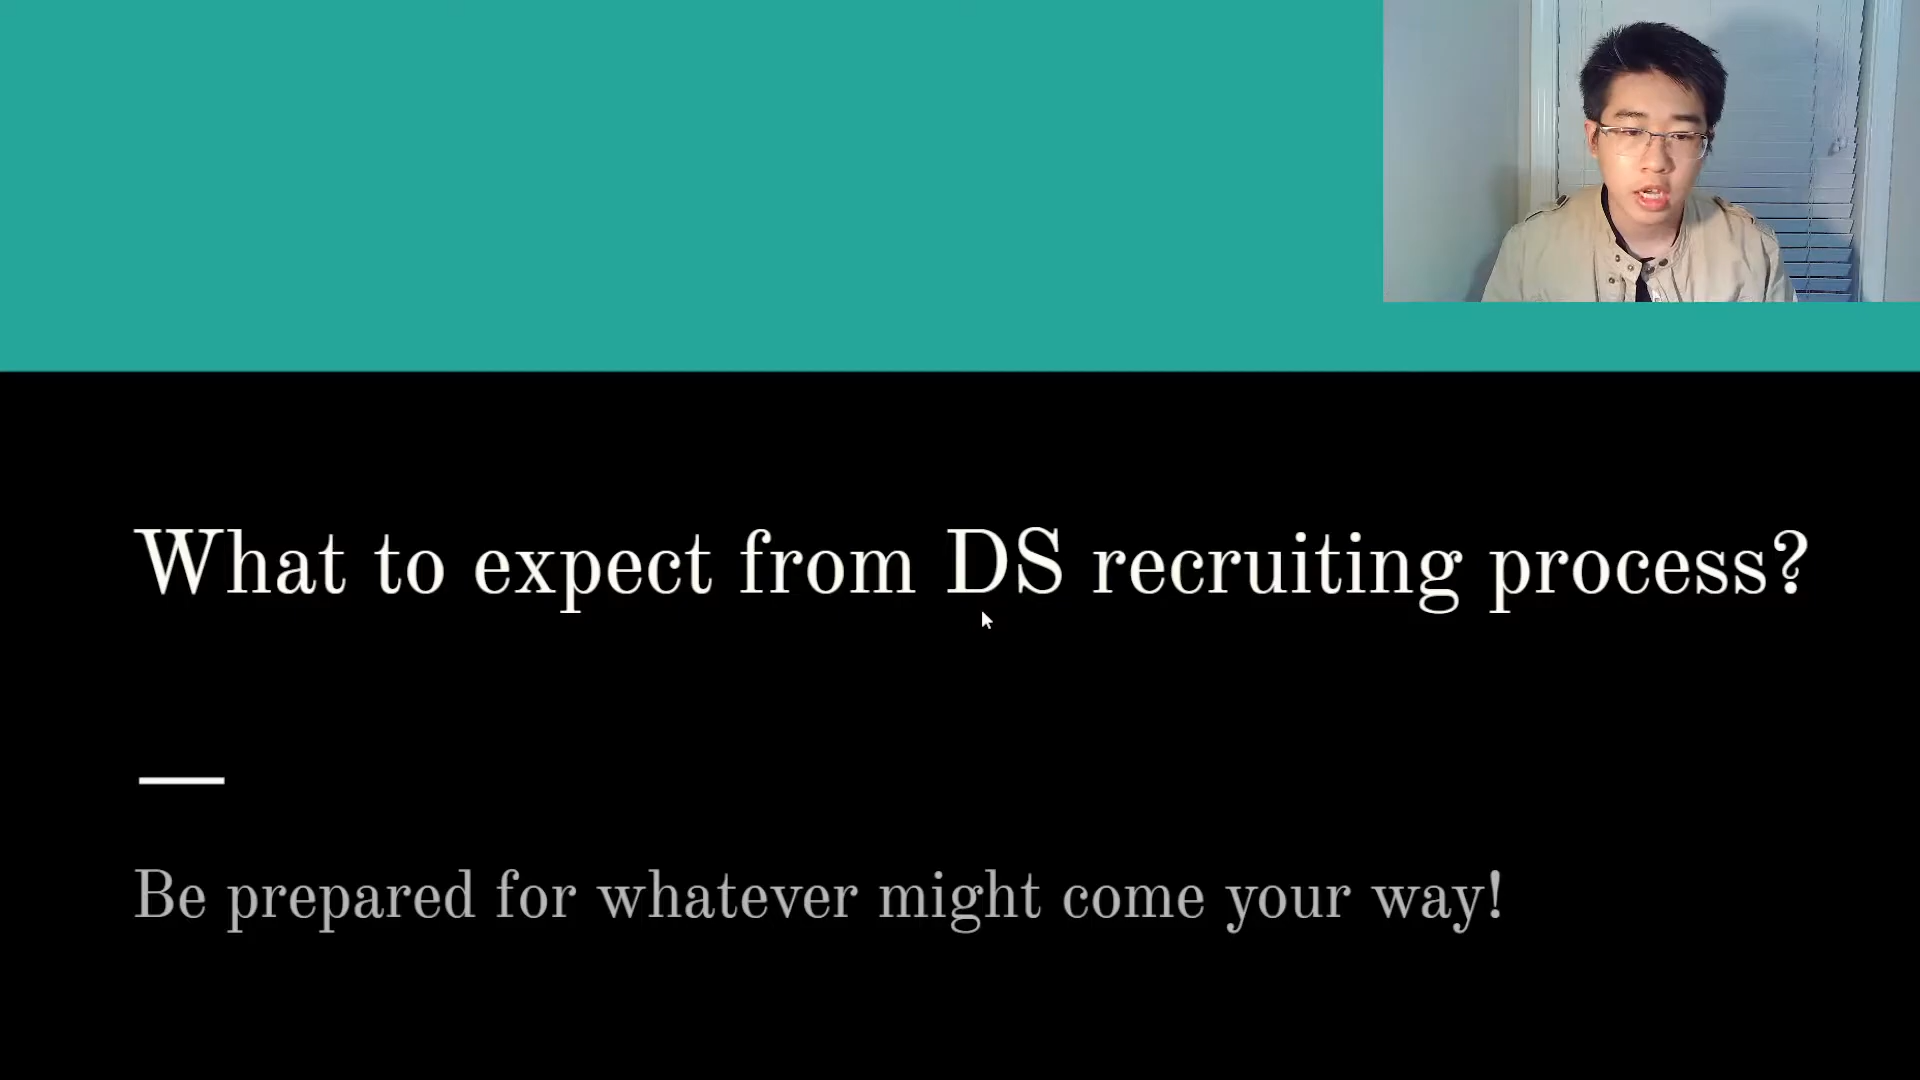 What to expect from DS recruiting process?
Be prepared for whatever might come your way!